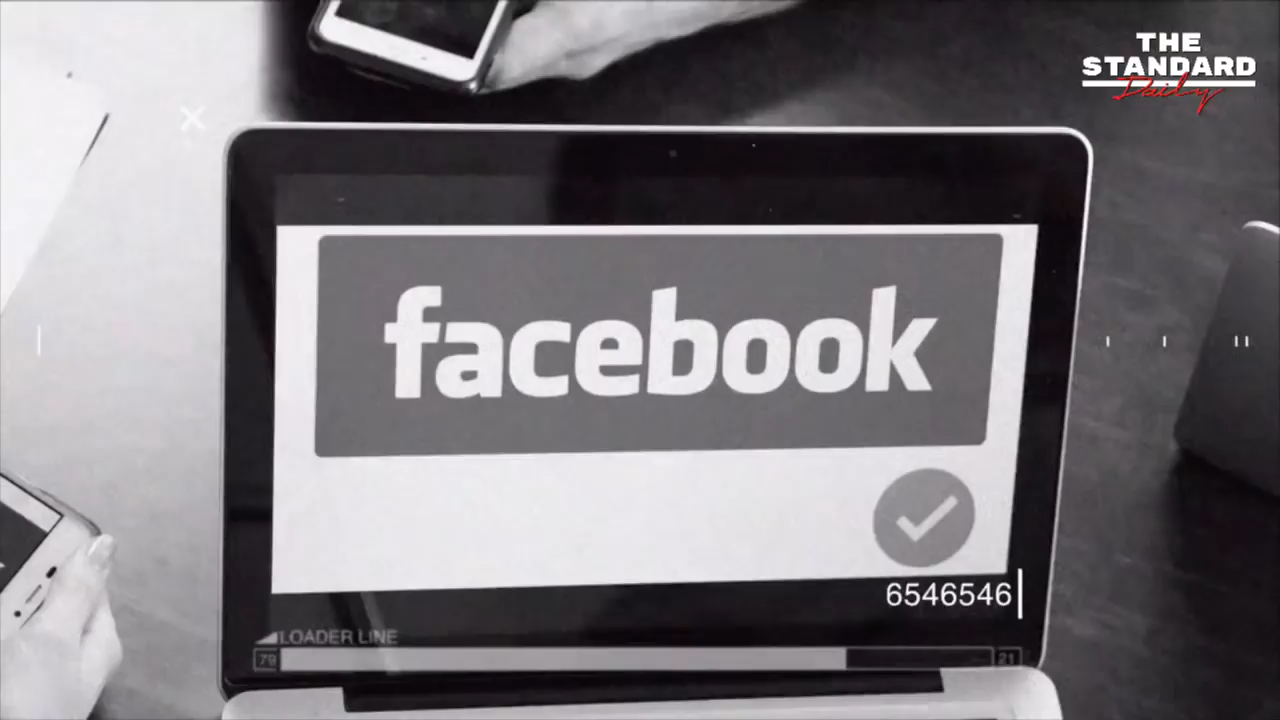 THE
STANDARD
Daily
facebook
6546546
LOADER LINE
79
21